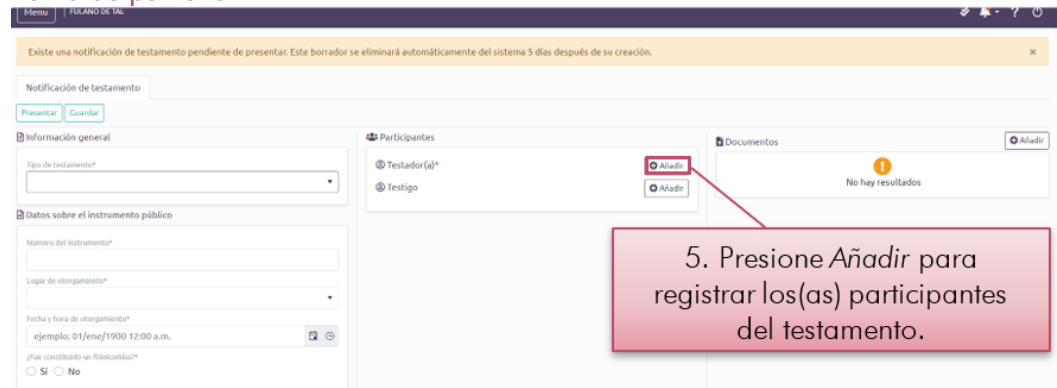 Menu
FULANO DE TAL
?
Existe una notificación de testamento pendiente de presentar. Este borrador se eliminará automáticamente del sistema 5 días después de su creación.
×
Notificación de testamento
Presentar
Guardar
Información general
Tipo de testamento*
Datos sobre el instrumento público
Número del instrumento*
Lugar de otorgamiento*
Fecha y hora de otorgamiento*
ejemplo: 01/ene/1900 12:00 a.m.
¿Fue constituido un fideicomiso?*
Sí
No
Participantes
Testador(a)*
Añadir
Testigo
Añadir
Documentos
Añadir
No hay resultados
5. Presione Añadir para
registrar los(as) participantes
del testamento.